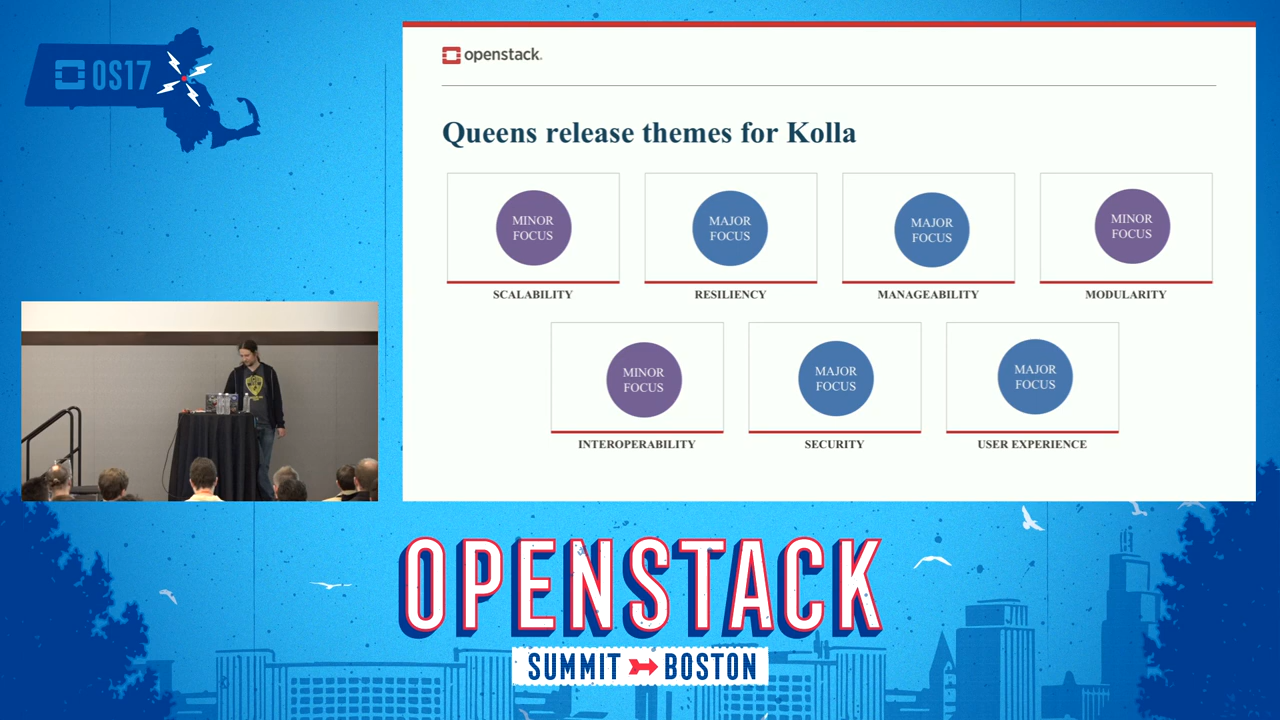 OS17
openstack.
Queens release themes for Kolla
MINOR
FOCUS
SCALABILITY
MAJOR
FOCUS
RESILIENCY
MAJOR
FOCUS
MANAGEABILITY
MINOR
FOCUS
MODULARITY
MINOR
FOCUS
INTEROPERABILITY
MAJOR
FOCUS
SECURITY
MAJOR
FOCUS
USER EXPERIENCE
OPENSTACK
SUMMIT BOSTON